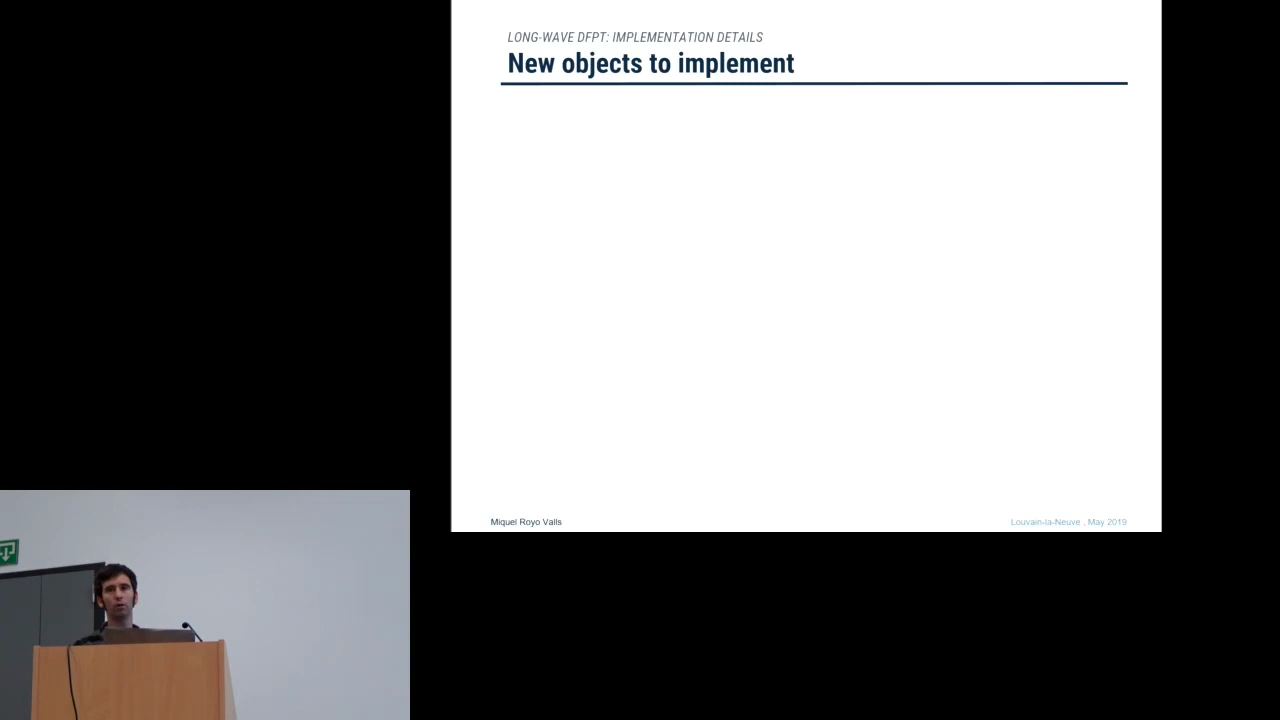 LONG-WAVE DFPT: IMPLEMENTATION DETAILS
New objects to implement
Miquel Royo Valls
Louvain-la-Neuve , May 2019